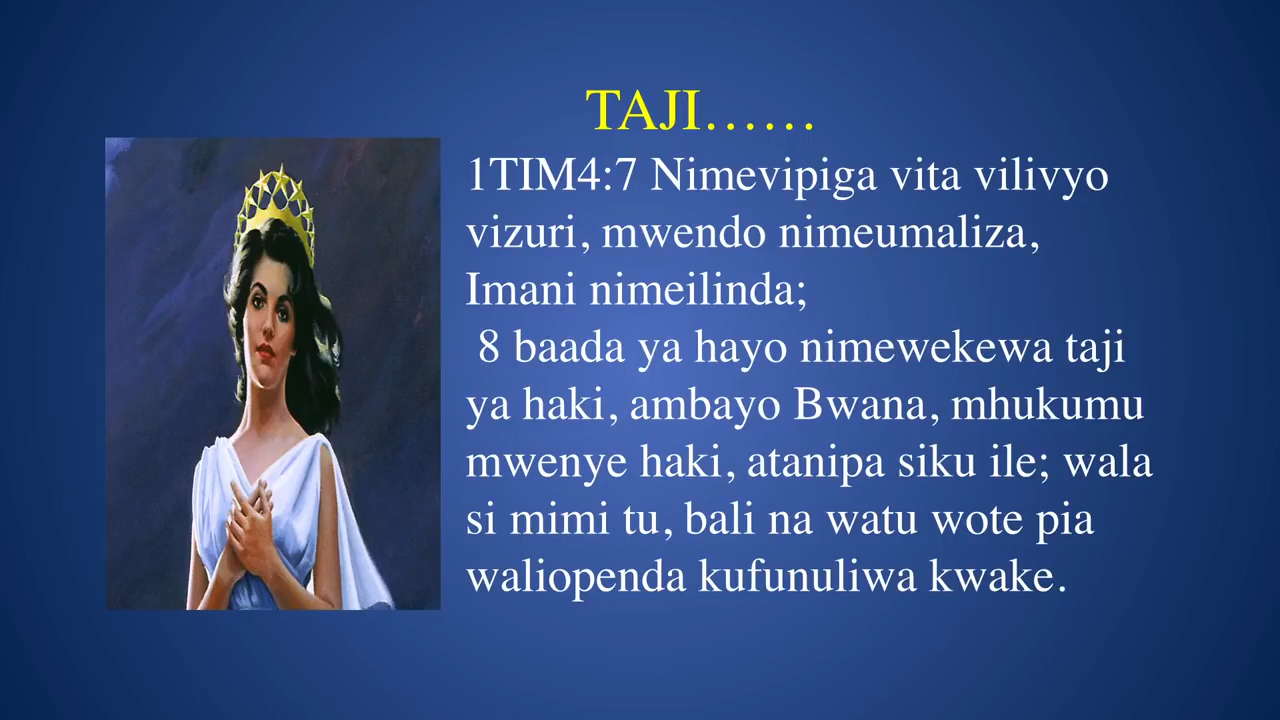 TAJI……
1TIM4:7 Nimevipiga vita vilivyo
vizuri, mwendo nimeumaliza,
Imani nimeilinda;
8 baada ya hayo nimewekewa taji
ya haki, ambayo Bwana, mhukumu
mwenye haki, atanipa siku ile; wala
si mimi tu, bali na watu wote pia
waliopenda kufunuliwa kwake.